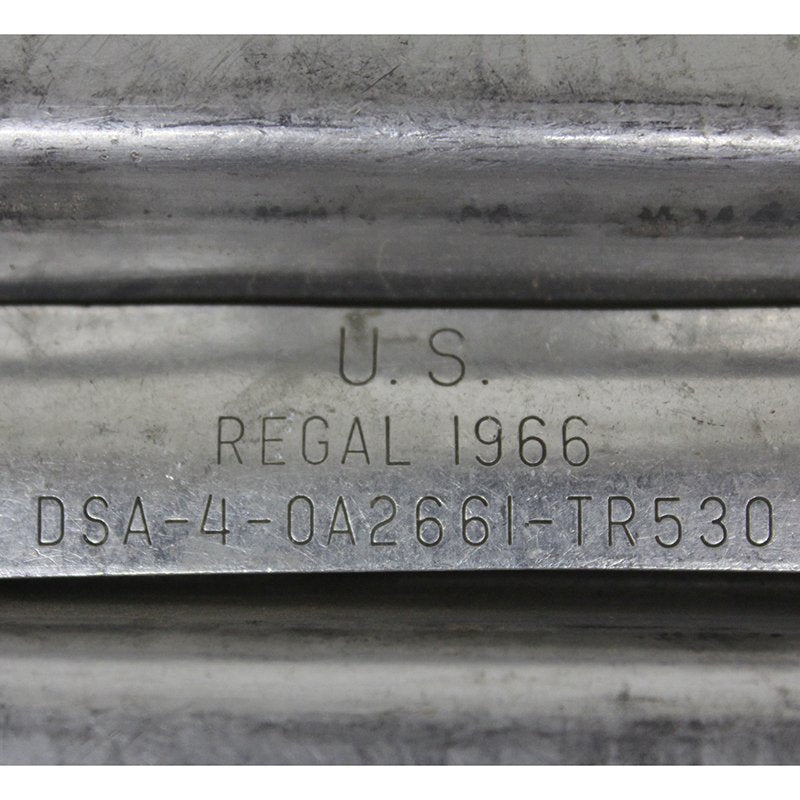 U. S.
REGAL 1966
DSA-4-0A2661-TR530